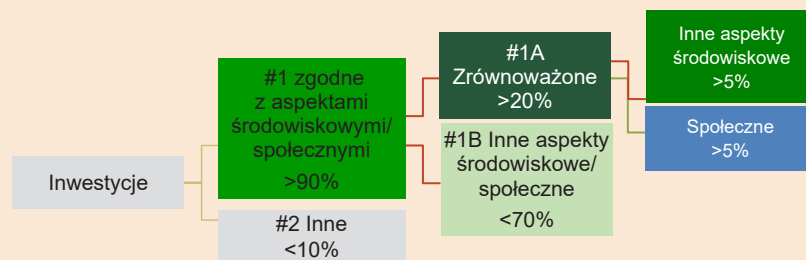 Inwestycje
#1 zgodne
z aspektami
środowiskowymi/
społecznymi
>90%
#2 Inne
<10%
#1A
Zrównoważone
>20%
#1B Inne aspekty
środowiskowe/
społeczne
<70%
Inne aspekty
środowiskowe
>5%
Społeczne
>5%